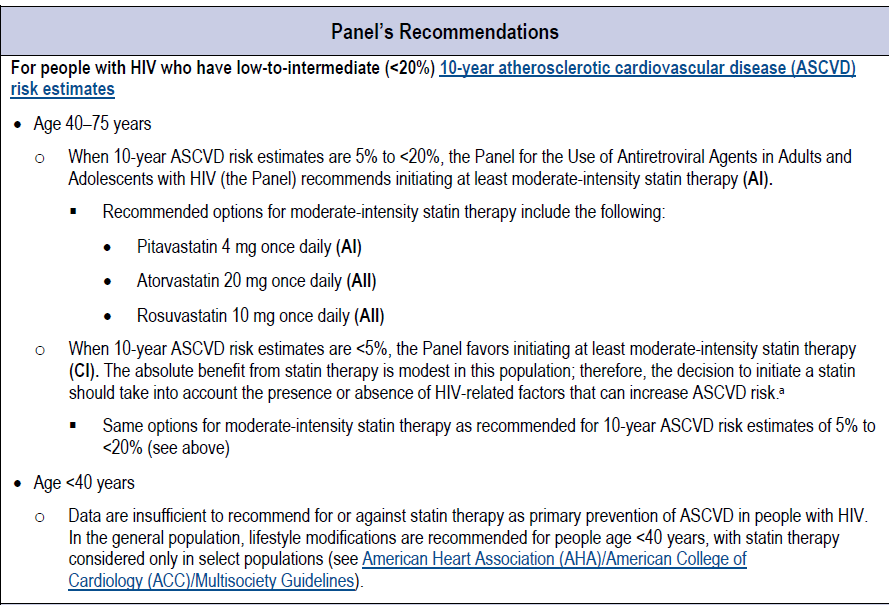 Panel's Recommendations
For people with HIV who have low-to-intermediate (<20%) 10-year atherosclerotic cardiovascular disease (ASCVD)
risk estimates
• Age 40–75 years
o When 10-year ASCVD risk estimates are 5% to <20%, the Panel for the Use of Antiretroviral Agents in Adults and
Adolescents with HIV (the Panel) recommends initiating at least moderate-intensity statin therapy (AI).
▪ Recommended options for moderate-intensity statin therapy include the following:
• Pitavastatin 4 mg once daily (AI)
• Atorvastatin 20 mg once daily (AII)
• Rosuvastatin 10 mg once daily (AII)
o When 10-year ASCVD risk estimates are <5%, the Panel favors initiating at least moderate-intensity statin therapy
(CI). The absolute benefit from statin therapy is modest in this population; therefore, the decision to initiate a statin
should take into account the presence or absence of HIV-related factors that can increase ASCVD risk.ᵃ
▪ Same options for moderate-intensity statin therapy as recommended for 10-year ASCVD risk estimates of 5% to
<20% (see above)
• Age <40 years
o Data are insufficient to recommend for or against statin therapy as primary prevention of ASCVD in people with HIV.
In the general population, lifestyle modifications are recommended for people age <40 years, with statin therapy
considered only in select populations (see American Heart Association (AHA)/American College of
Cardiology (ACC)/Multisociety Guidelines).